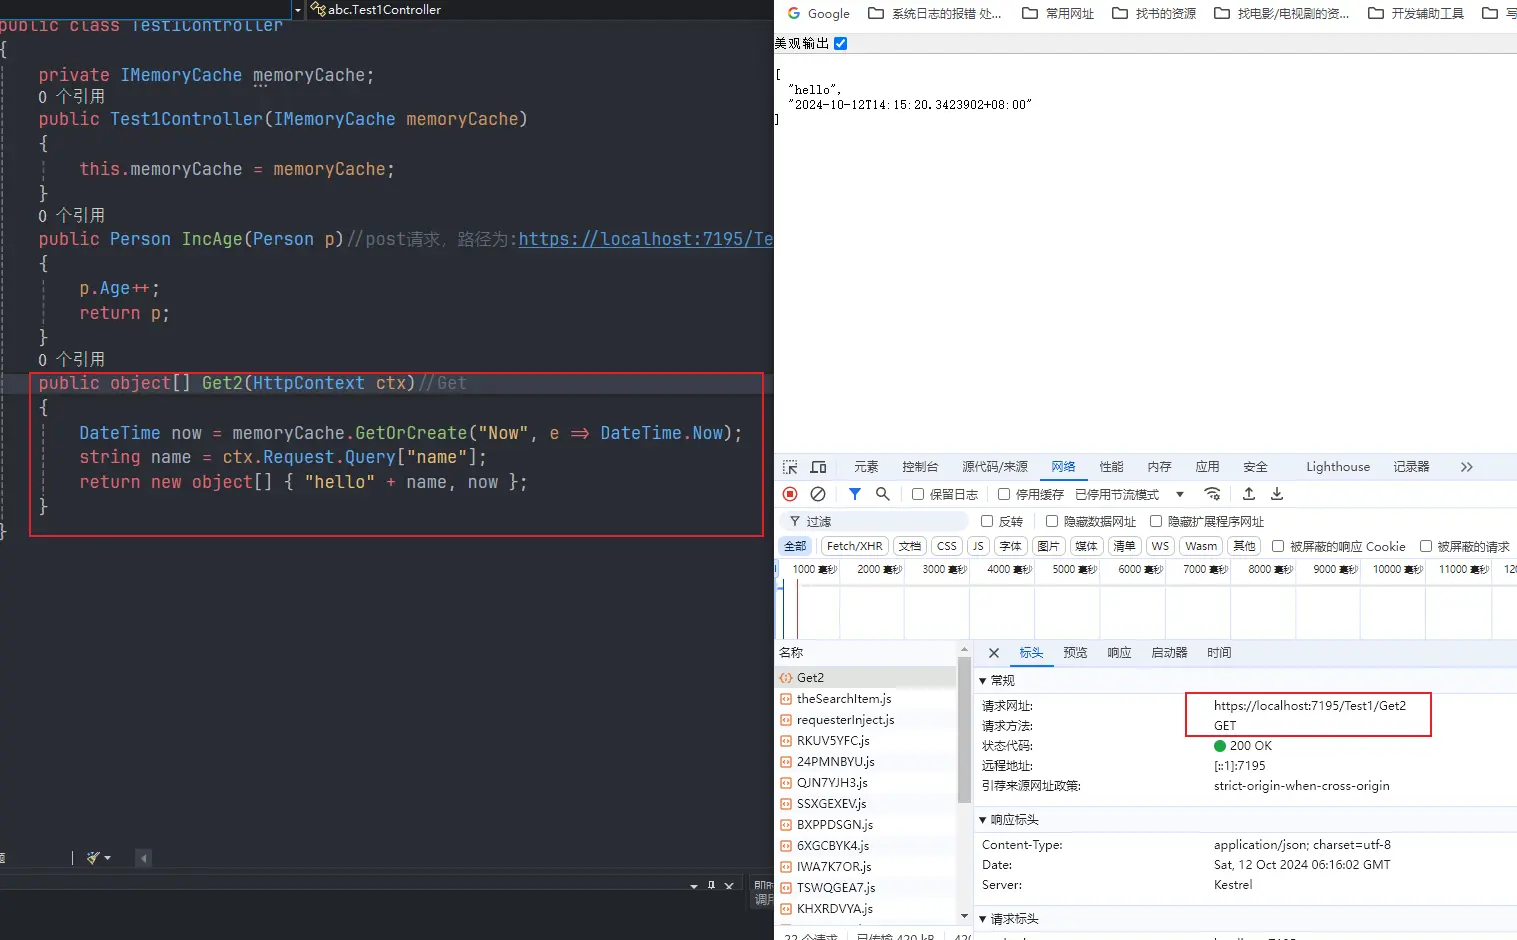 abc.Test1Controller
public class Test1Controller
{
private IMemoryCache memoryCache;
0 个引用
public Test1Controller(IMemoryCache memoryCache)
{
this.memoryCache = memoryCache;
}
0 个引用
public Person IncAge(Person p)//post请求，路径为:https://localhost:7195/Te
{
p.Age++;
return p;
}
0 个引用
public object[] Get2(HttpContext ctx)//Get
{
DateTime now = memoryCache.GetOrCreate("Now", e => DateTime.Now);
string name = ctx.Request.Query["name"];
return new object[] { "hello" + name, now };
}
}
Google 系统日志的报错 处... 常用网址 找书的资源 找电影/电视剧的资... 开发辅助工具 写
美观输出
[
"hello",
"2024-10-12T14:15:20.3423902+08:00"
]
元素 控制台 源代码/来源 网络 性能 内存 应用 安全 Lighthouse 记录器
保留日志 停用缓存 已停用节流模式
过滤 反转 隐藏数据网址 隐藏扩展程序网址
全部 Fetch/XHR 文档 CSS JS 字体 图片 媒体 清单 WS Wasm 其他 被屏蔽的响应 Cookie 被屏蔽的请求
1000 毫秒 2000 毫秒 3000 毫秒 4000 毫秒 5000 毫秒 6000 毫秒 7000 毫秒 8000 毫秒 9000 毫秒 10000 毫秒 11000 毫秒 120
名称
Get2
theSearchItem.js
requesterInject.js
RKUV5YFC.js
24PMNBYU.js
QJN7YJH3.js
SSXGEXEV.js
BXPPDSGN.js
6XGCBYK4.js
IWA7K7OR.js
TSWQGEA7.js
KHXRDVYA.js
22 个请求 已传输 420 kB
标头 预览 响应 启动器 时间
常规
请求网址: https://localhost:7195/Test1/Get2
请求方法: GET
状态代码: 200 OK
远程地址: [::1]:7195
引荐来源网址政策: strict-origin-when-cross-origin
响应标头
Content-Type: application/json; charset=utf-8
Date: Sat, 12 Oct 2024 06:16:02 GMT
Server: Kestrel
请求标头